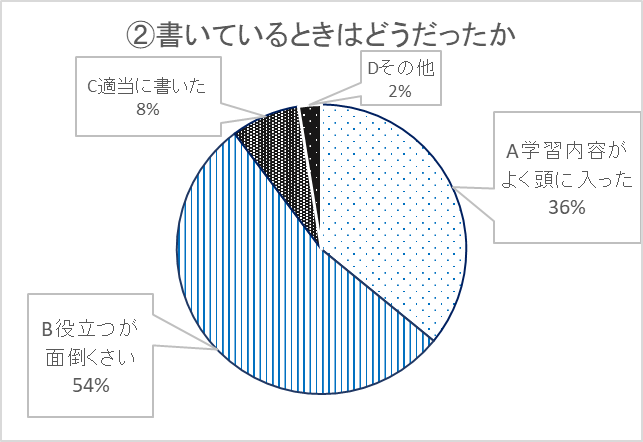 ②書いているときはどうだったか
C適当に書いた
8%
Dその他
2%
A学習内容が
よく頭に入った
36%
B役立つが
面倒くさい
54%